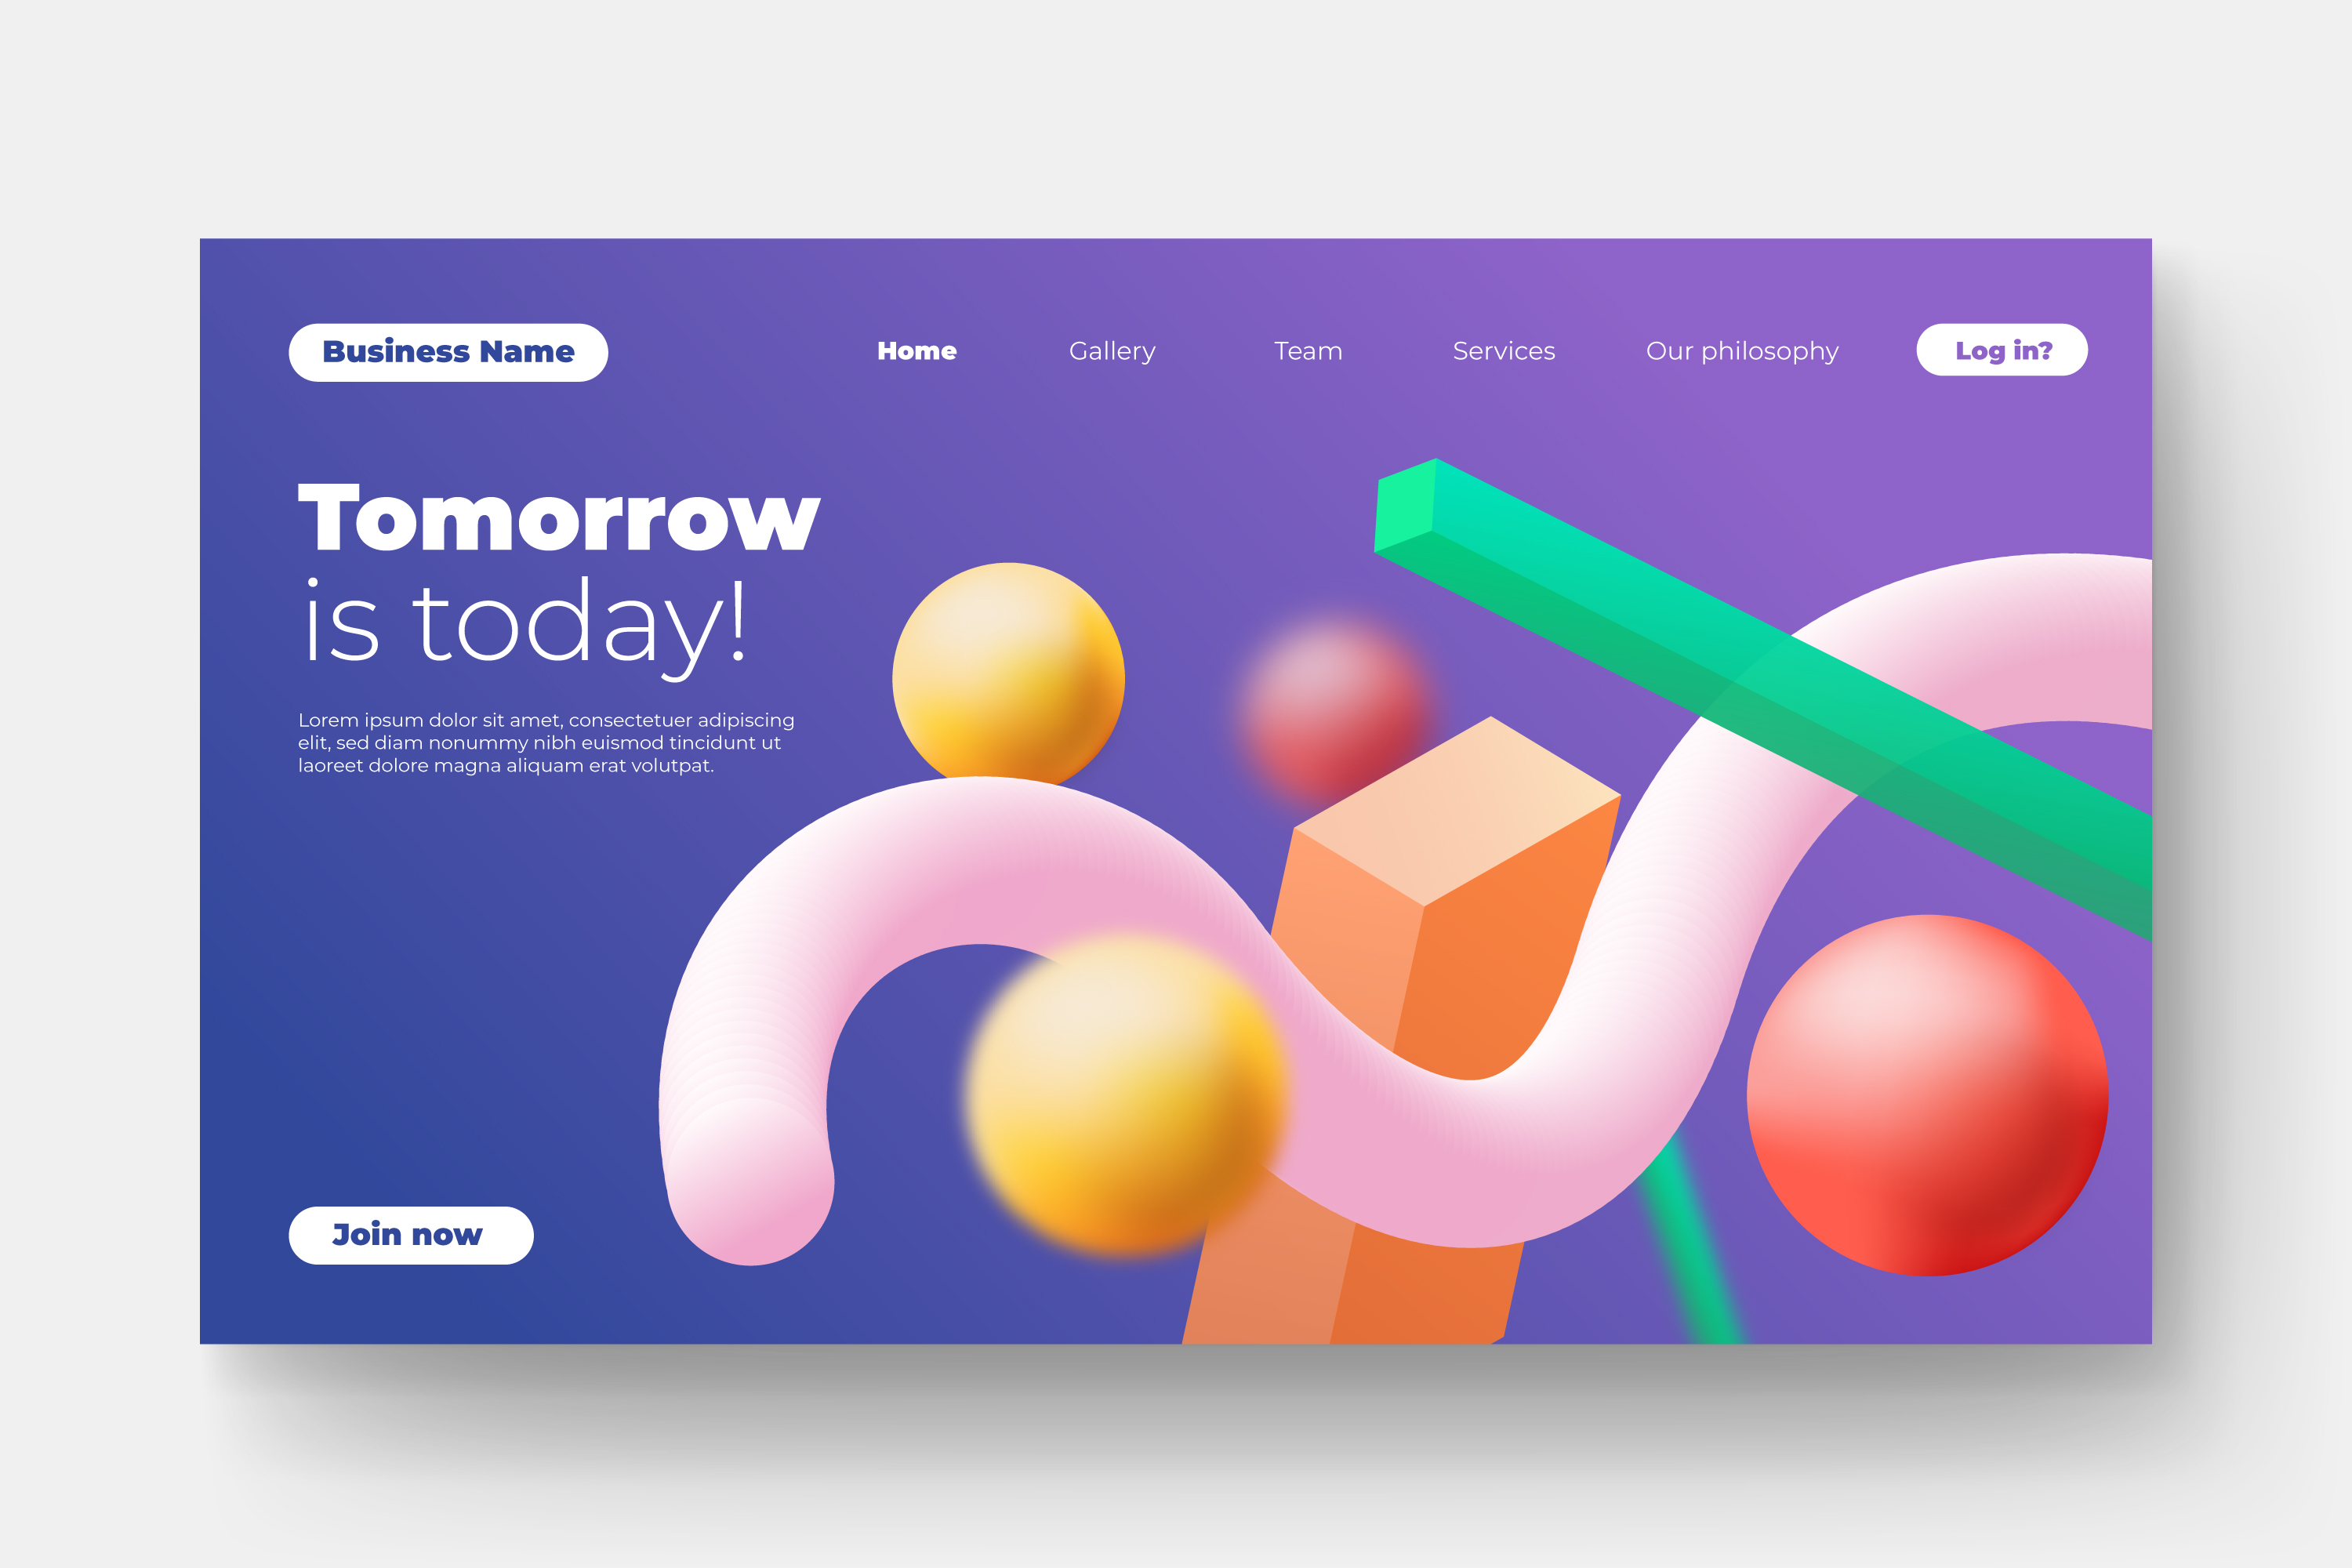 Business Name
Home Gallery Team Services Our philosophy Log in?
Tomorrow
is today!
Lorem ipsum dolor sit amet, consectetuer adipiscing
elit, sed diam nonummy nibh euismod tincidunt ut
laoreet dolore magna aliquam erat volutpat.
Join now